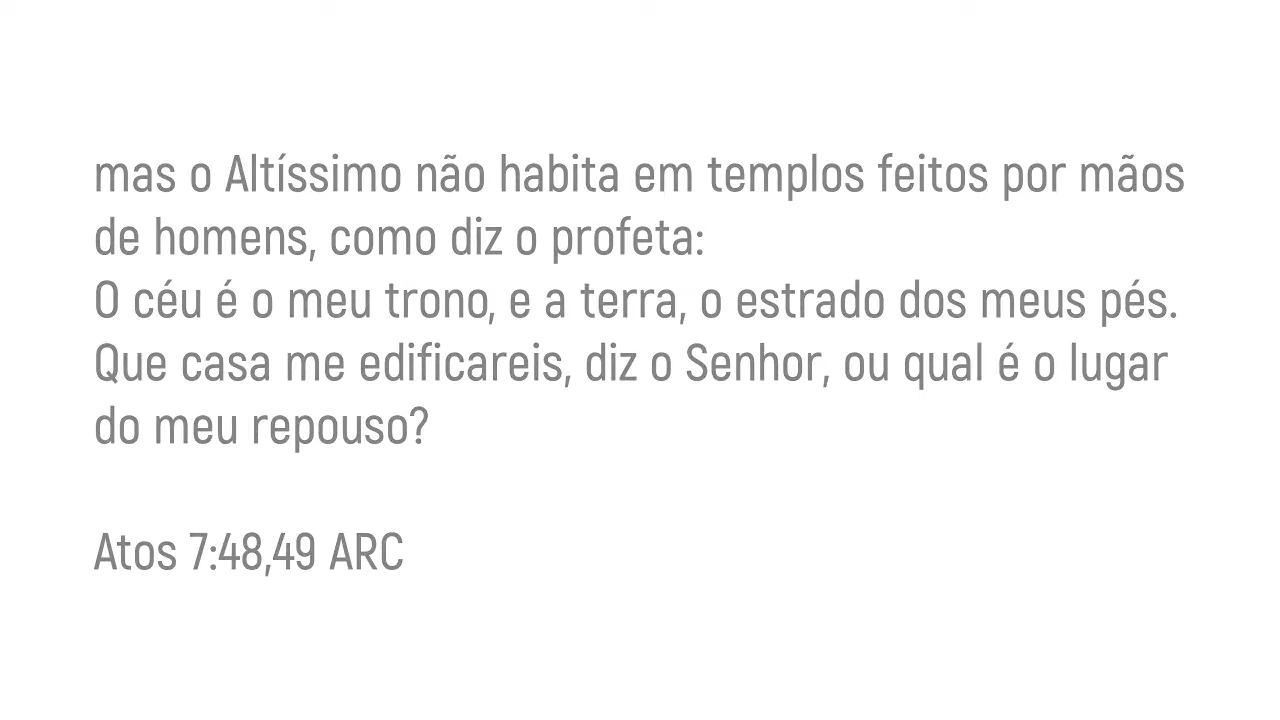 mas o Altíssimo não habita em templos feitos por mãos
de homens, como diz o profeta:
O céu é o meu trono, e a terra, o estrado dos meus pés.
Que casa me edificareis, diz o Senhor, ou qual é o lugar
do meu repouso?
Atos 7:48,49 ARC